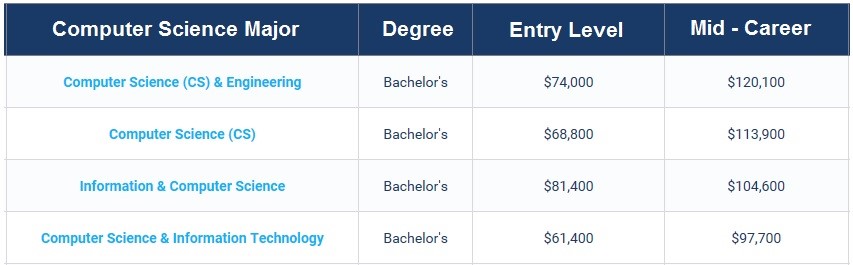 Computer Science Major Degree Entry Level Mid - Career
Computer Science (CS) & Engineering Bachelor's $74,000 $120,100
Computer Science (CS) Bachelor's $68,800 $113,900
Information & Computer Science Bachelor's $81,400 $104,600
Computer Science & Information Technology Bachelor's $61,400 $97,700